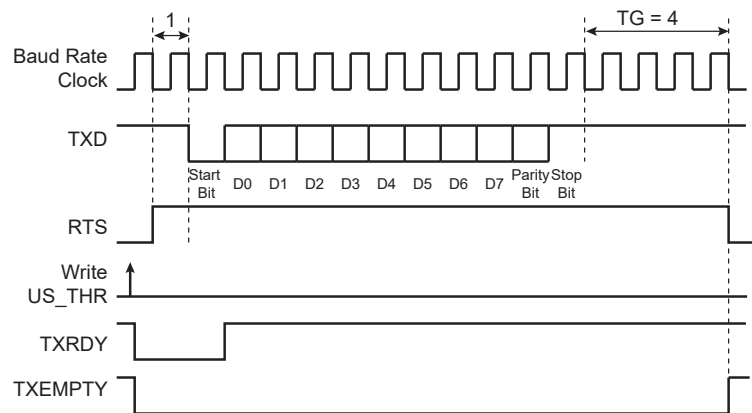 1
TG = 4
Baud Rate
Clock
TXD
Start
Bit
D0
D1
D2
D3
D4
D5
D6
D7
Parity
Bit
Stop
Bit
RTS
Write
US_THR
TXRDY
TXEMPTY